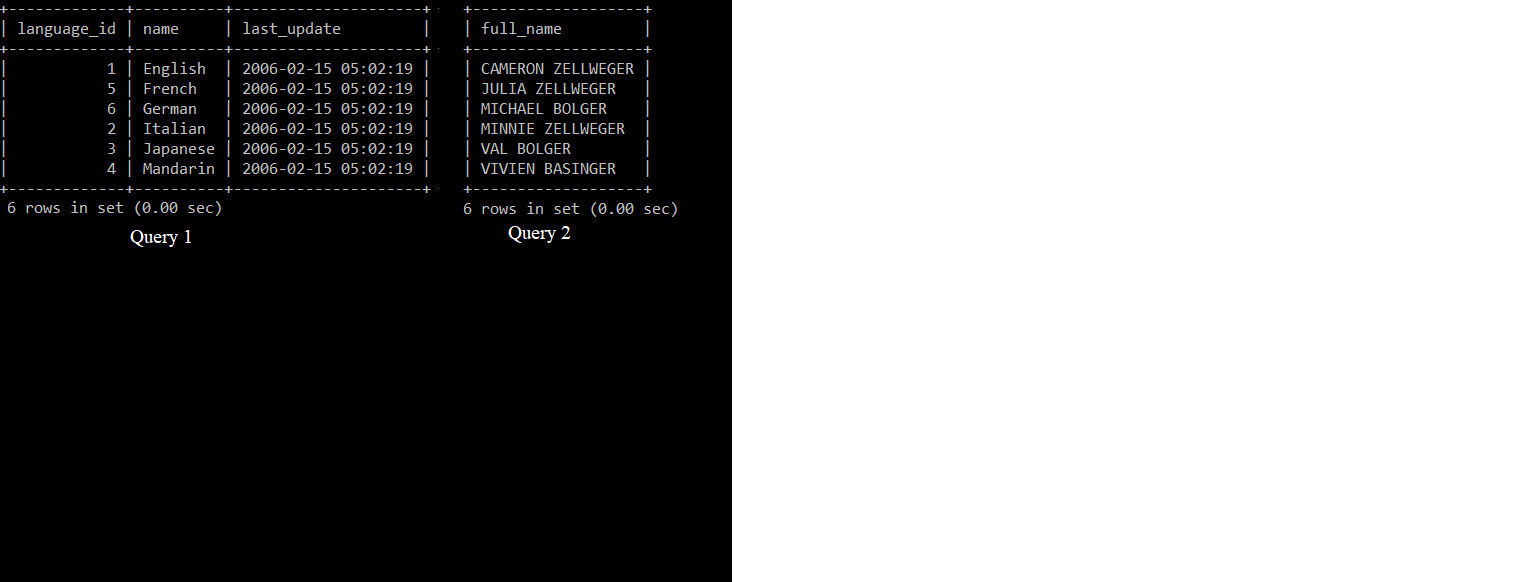 +-------------+----------+---------------------+
| language_id | name     | last_update         |
+-------------+----------+---------------------+
|           1 | English  | 2006-02-15 05:02:19 |
|           5 | French   | 2006-02-15 05:02:19 |
|           6 | German   | 2006-02-15 05:02:19 |
|           2 | Italian  | 2006-02-15 05:02:19 |
|           3 | Japanese | 2006-02-15 05:02:19 |
|           4 | Mandarin | 2006-02-15 05:02:19 |
+-------------+----------+---------------------+
6 rows in set (0.00 sec)
Query 1
+-------------------+
| full_name         |
+-------------------+
| CAMERON ZELLWEGER |
| JULIA ZELLWEGER   |
| MICHAEL BOLGER    |
| MINNIE ZELLWEGER  |
| VAL BOLGER        |
| VIVIEN BASINGER   |
+-------------------+
6 rows in set (0.00 sec)
Query 2